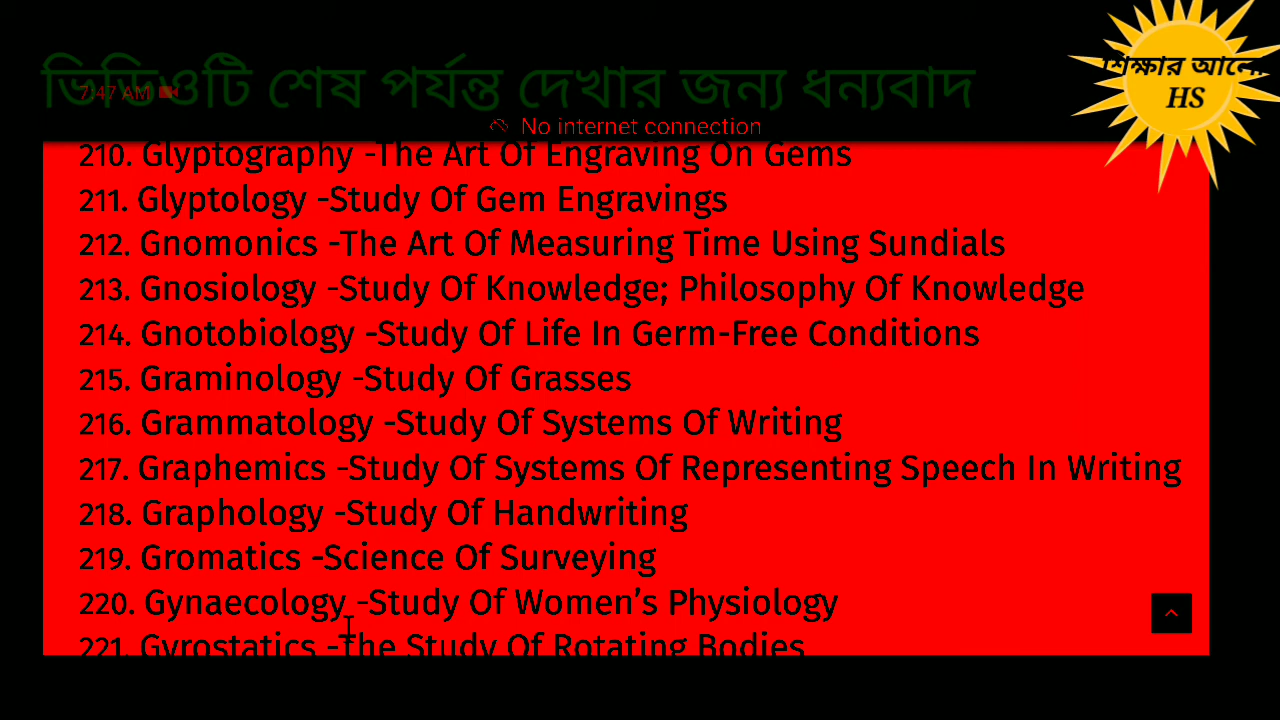 ভিডিওটি শেষ পর্যন্ত দেখার জন্য ধন্যবাদ
7:47 AM
শিক্ষার আলো
HS
No internet connection
210. Glyptography -The Art Of Engraving On Gems
211. Glyptology -Study Of Gem Engravings
212. Gnomonics -The Art Of Measuring Time Using Sundials
213. Gnosiology -Study Of Knowledge; Philosophy Of Knowledge
214. Gnotobiology -Study Of Life In Germ-Free Conditions
215. Graminology -Study Of Grasses
216. Grammatology -Study Of Systems Of Writing
217. Graphemics -Study Of Systems Of Representing Speech In Writing
218. Graphology -Study Of Handwriting
219. Gromatics -Science Of Surveying
220. Gynaecology -Study Of Women’s Physiology
221. Gyrostatics -The Study Of Rotating Bodies